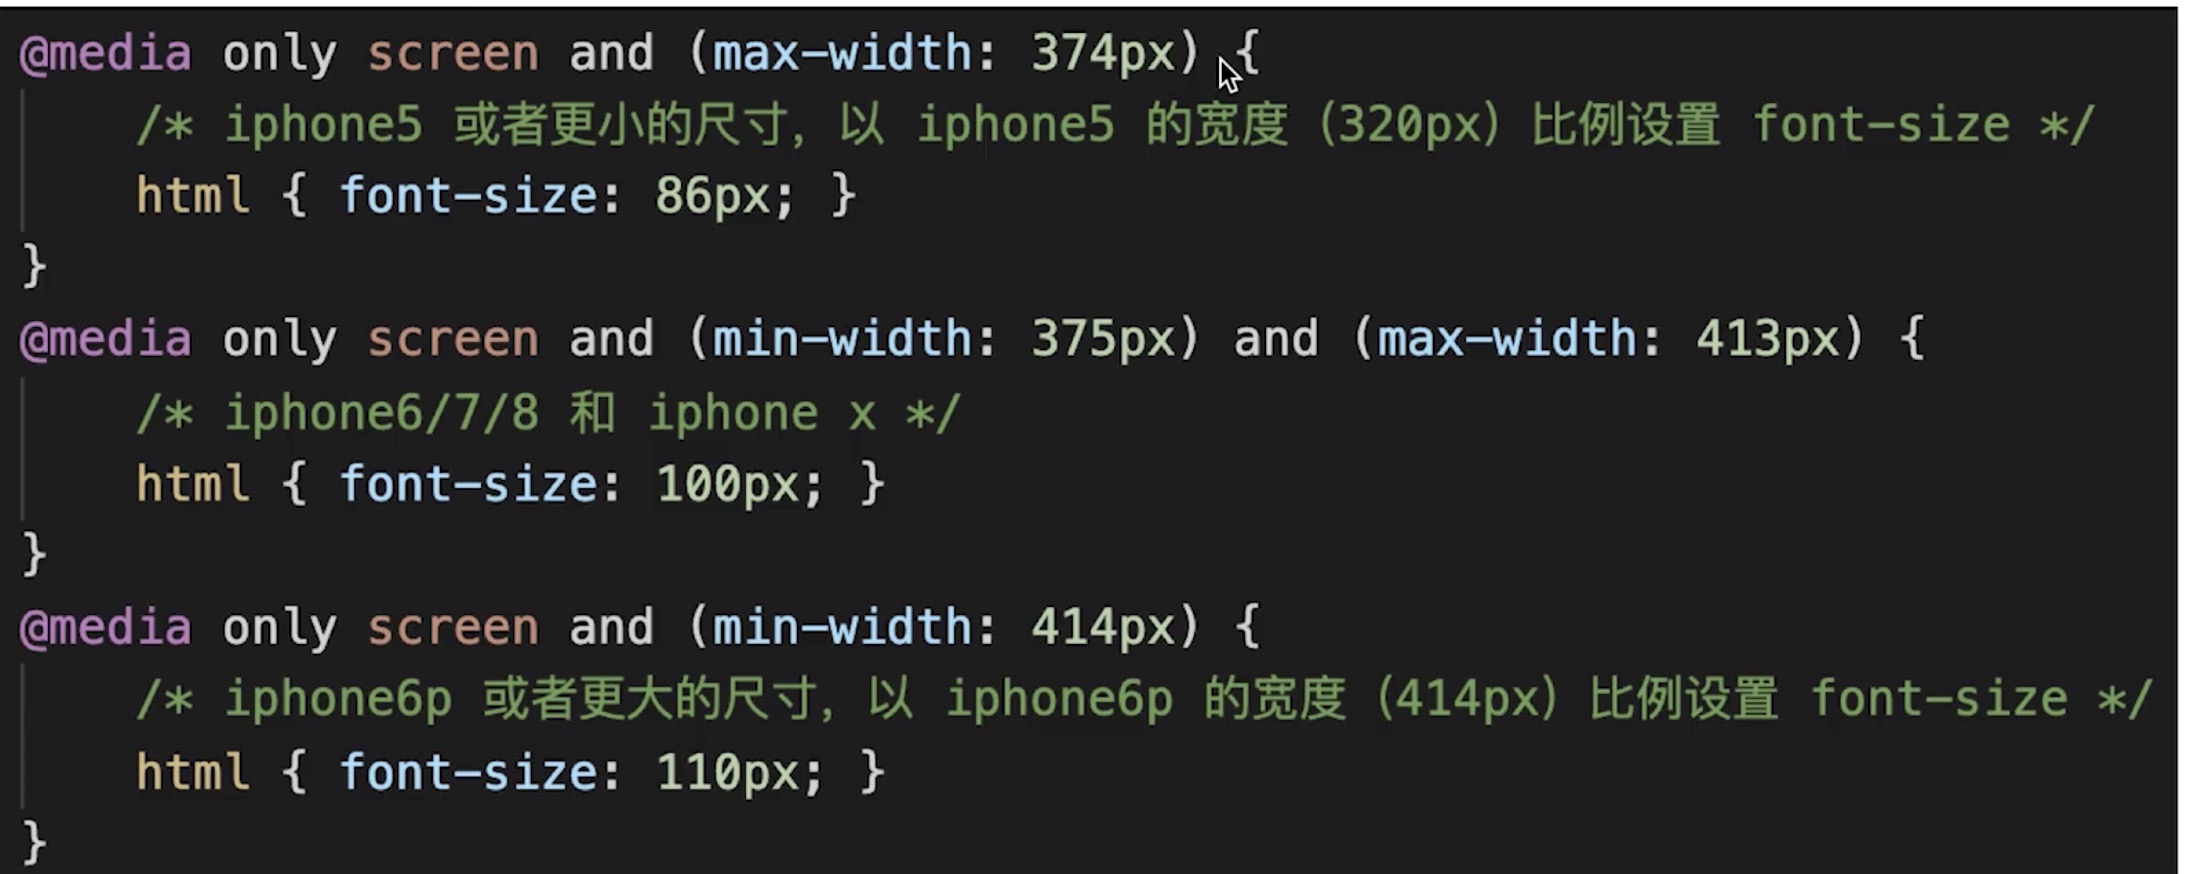 @media only screen and (max-width: 374px) {
/* iphone5 或者更小的尺寸，以 iphone5 的宽度（320px）比例设置 font-size */
html { font-size: 86px; }
}
@media only screen and (min-width: 375px) and (max-width: 413px) {
/* iphone6/7/8 和 iphone x */
html { font-size: 100px; }
}
@media only screen and (min-width: 414px) {
/* iphone6p 或者更大的尺寸，以 iphone6p 的宽度（414px）比例设置 font-size */
html { font-size: 110px; }
}